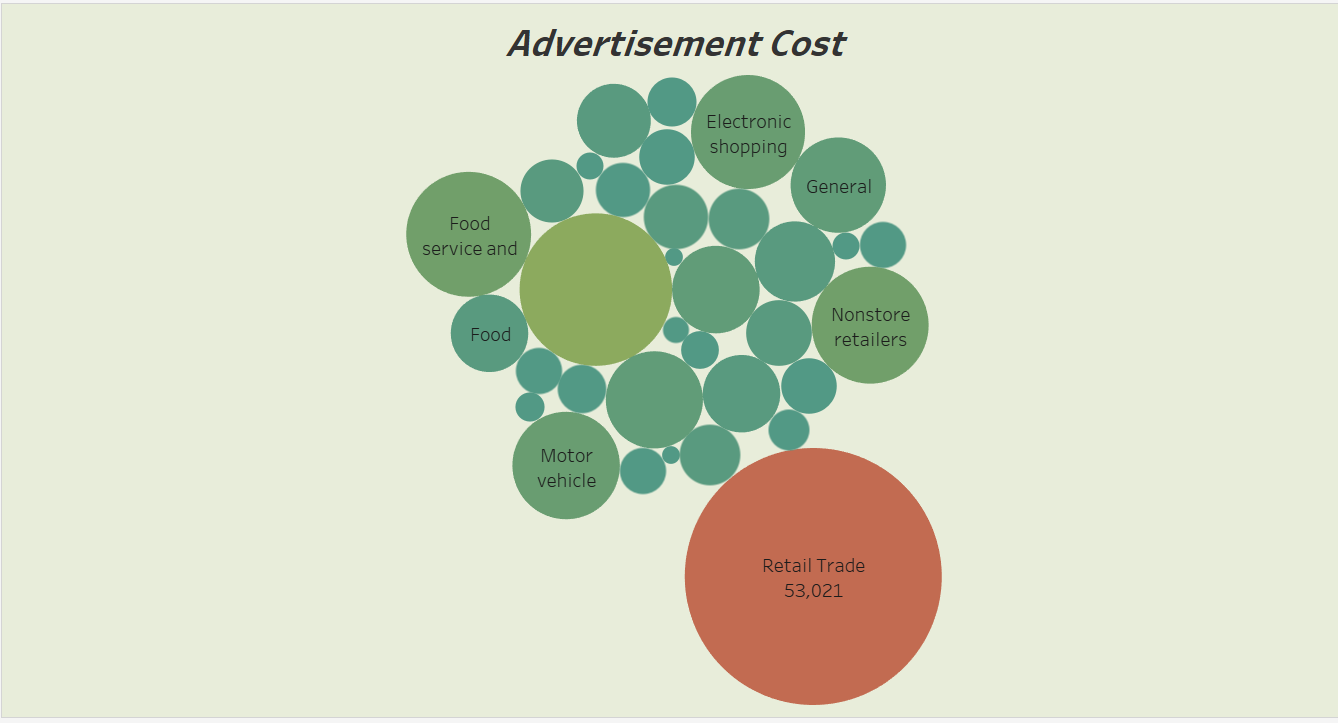 Advertisement Cost
Electronic
shopping
General
Food
service and
Nonstore
retailers
Food
Motor
vehicle
Retail Trade
53,021